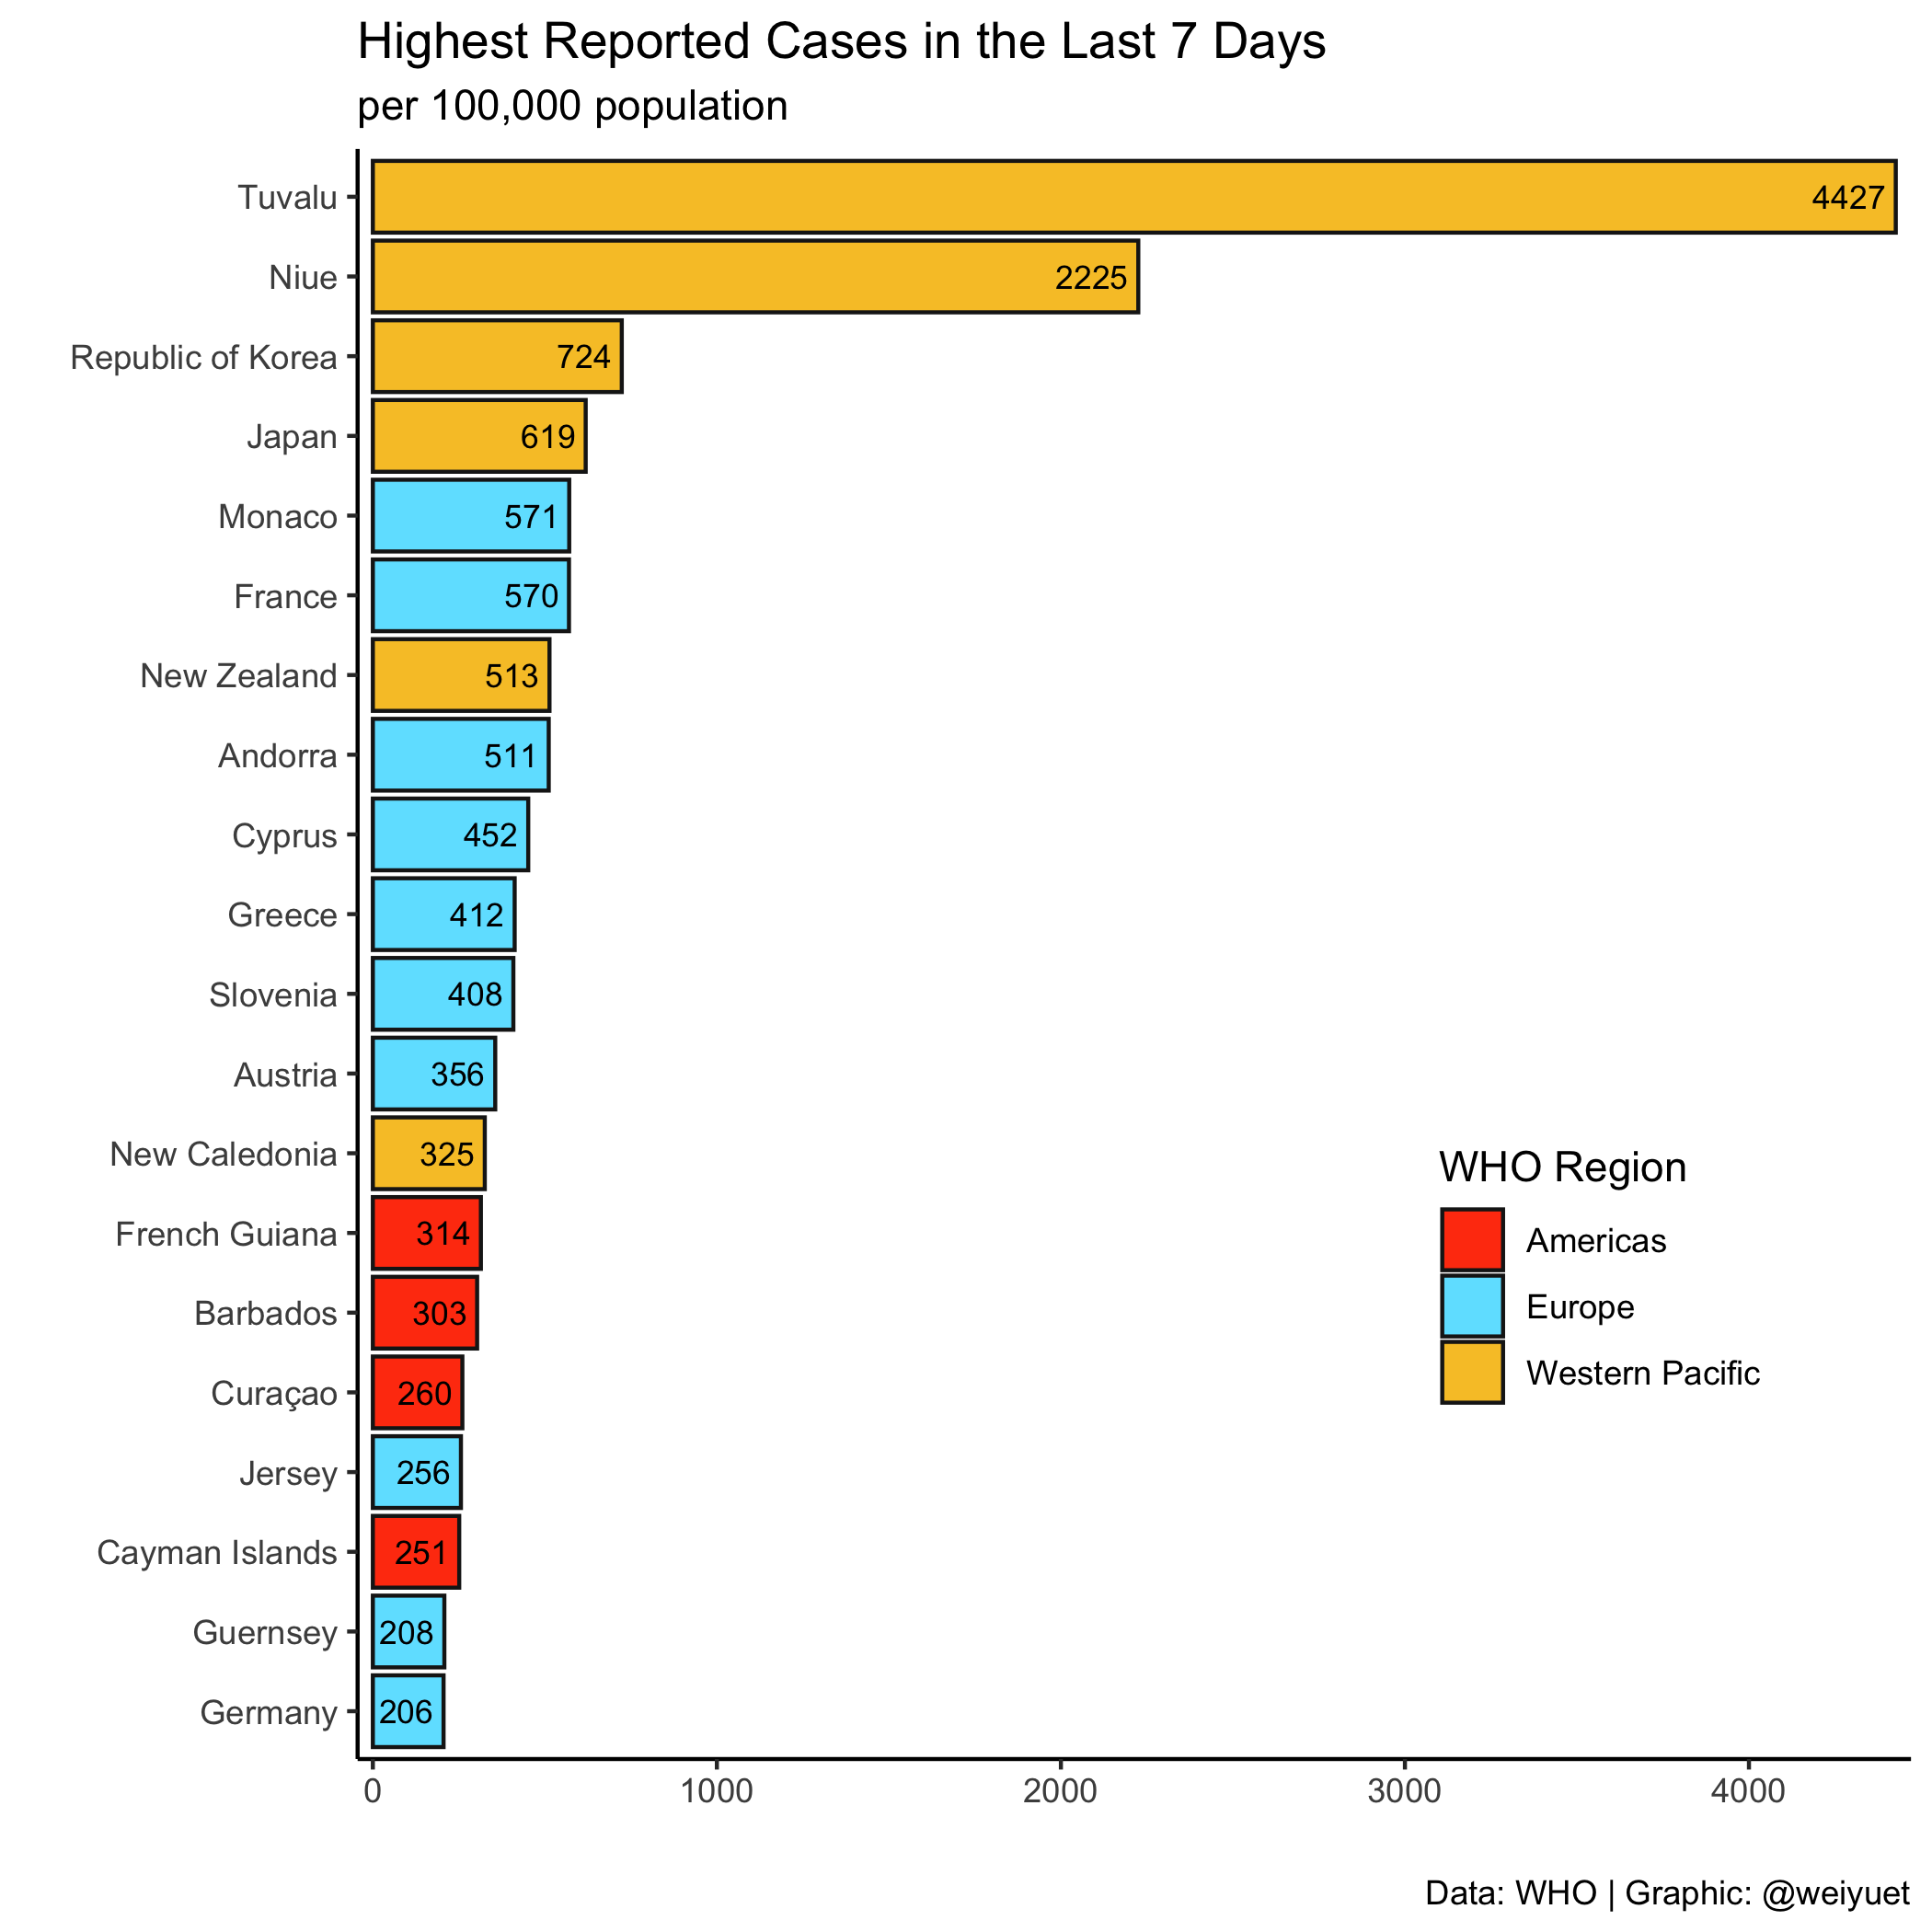 Highest Reported Cases in the Last 7 Days
per 100,000 population
Tuvalu 4427
Niue 2225
Republic of Korea 724
Japan 619
Monaco 571
France 570
New Zealand 513
Andorra 511
Cyprus 452
Greece 412
Slovenia 408
Austria 356
New Caledonia 325
French Guiana 314
Barbados 303
Curaçao 260
Jersey 256
Cayman Islands 251
Guernsey 208
Germany 206
0 1000 2000 3000 4000
WHO Region
Americas
Europe
Western Pacific
Data: WHO | Graphic: @weiyuet